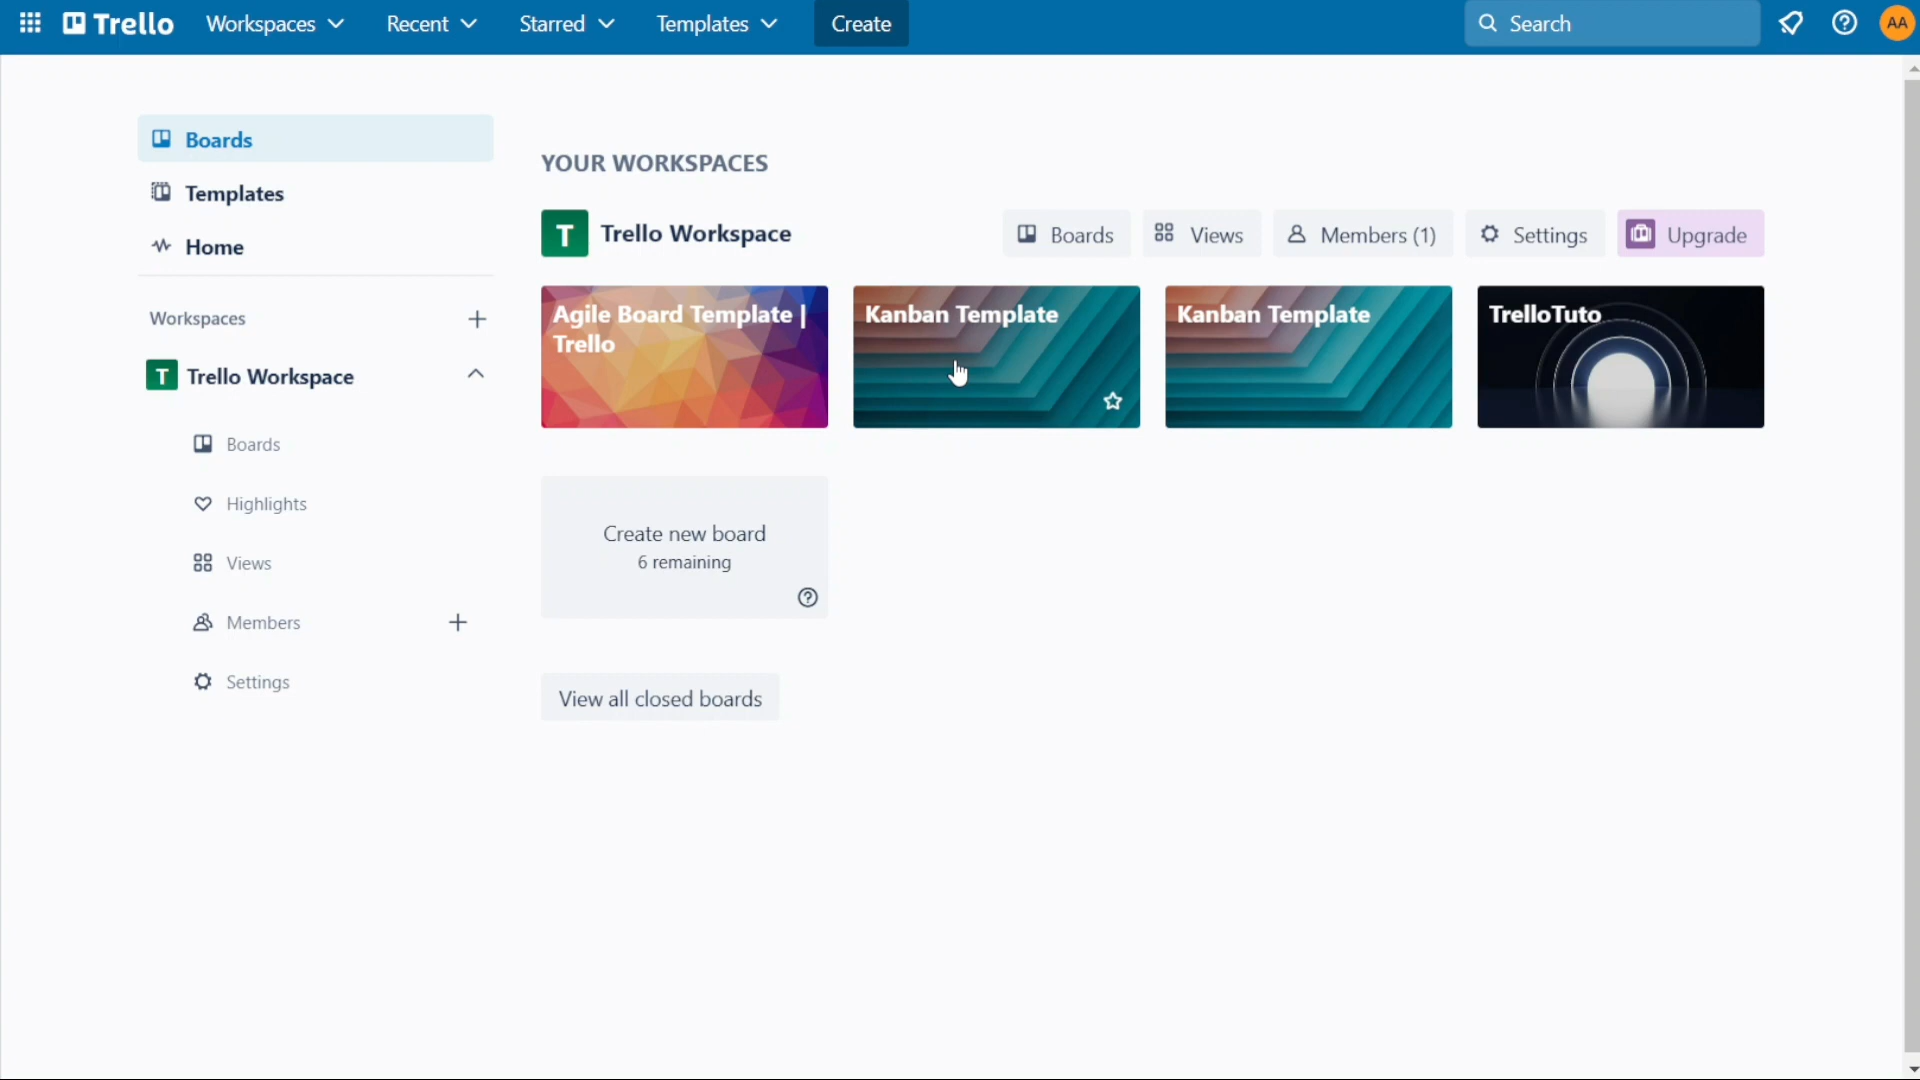 Trello Workspaces Recent Starred Templates Create Search AA
Boards
Templates
Home
Workspaces
T Trello Workspace
Boards
Highlights
Views
Members
Settings
YOUR WORKSPACES
T Trello Workspace Boards Views Members (1) Settings Upgrade
Agile Board Template |
Trello
Kanban Template
Kanban Template
TrelloTuto
Create new board
6 remaining
View all closed boards